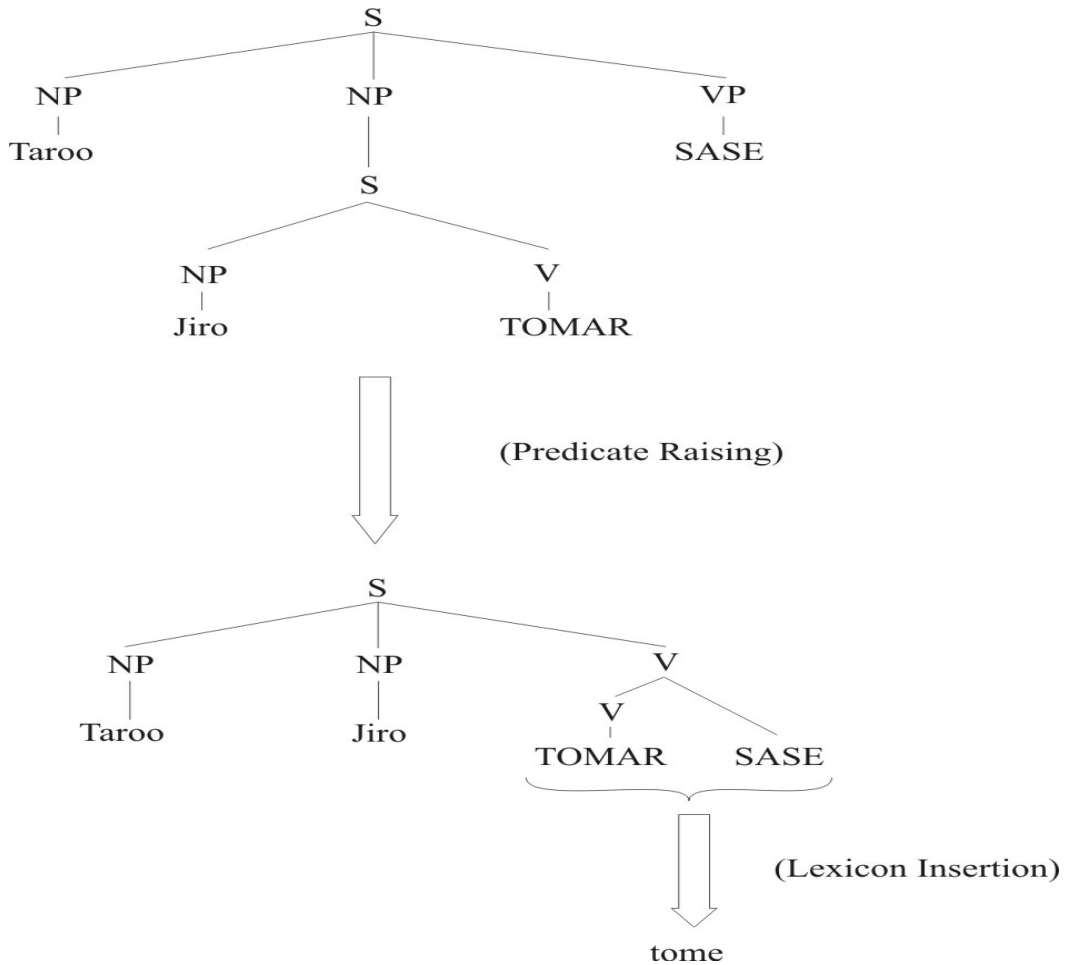 S
NP NP VP
Taroo SASE
S
NP V
Jiro TOMAR
(Predicate Raising)
S
NP NP V
Taroo Jiro V
TOMAR SASE
(Lexicon Insertion)
tome